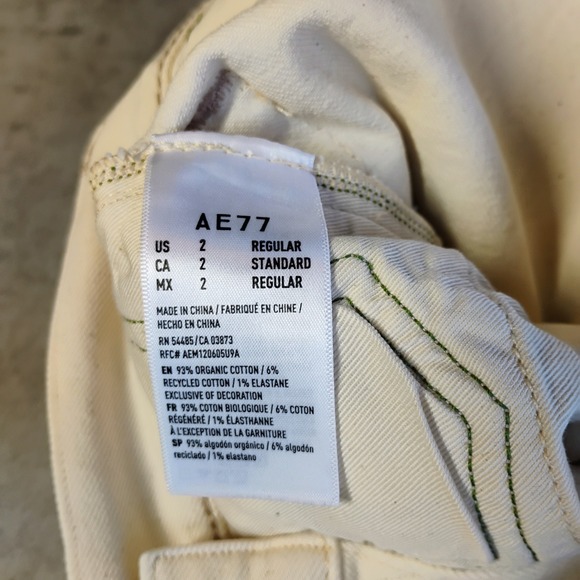 AE77
US 2 REGULAR
CA 2 STANDARD
MX 2 REGULAR
MADE IN CHINA / FABRIQUÉ EN CHINE /
HECHO EN CHINA
RN 54485/CA 03873
RFC# AEM120605U9A
EN 93% ORGANIC COTTON / 6%
RECYCLED COTTON / 1% ELASTANE
EXCLUSIVE OF DECORATION
FR 93% COTON BIOLOGIQUE / 6% COTON
RÉGÉNÉRÉ / 1% ÉLASTHANNE
À L'EXCEPTION DE LA GARNITURE
SP 93% algodón orgánico / 6% algodón
reciclado / 1% elastano